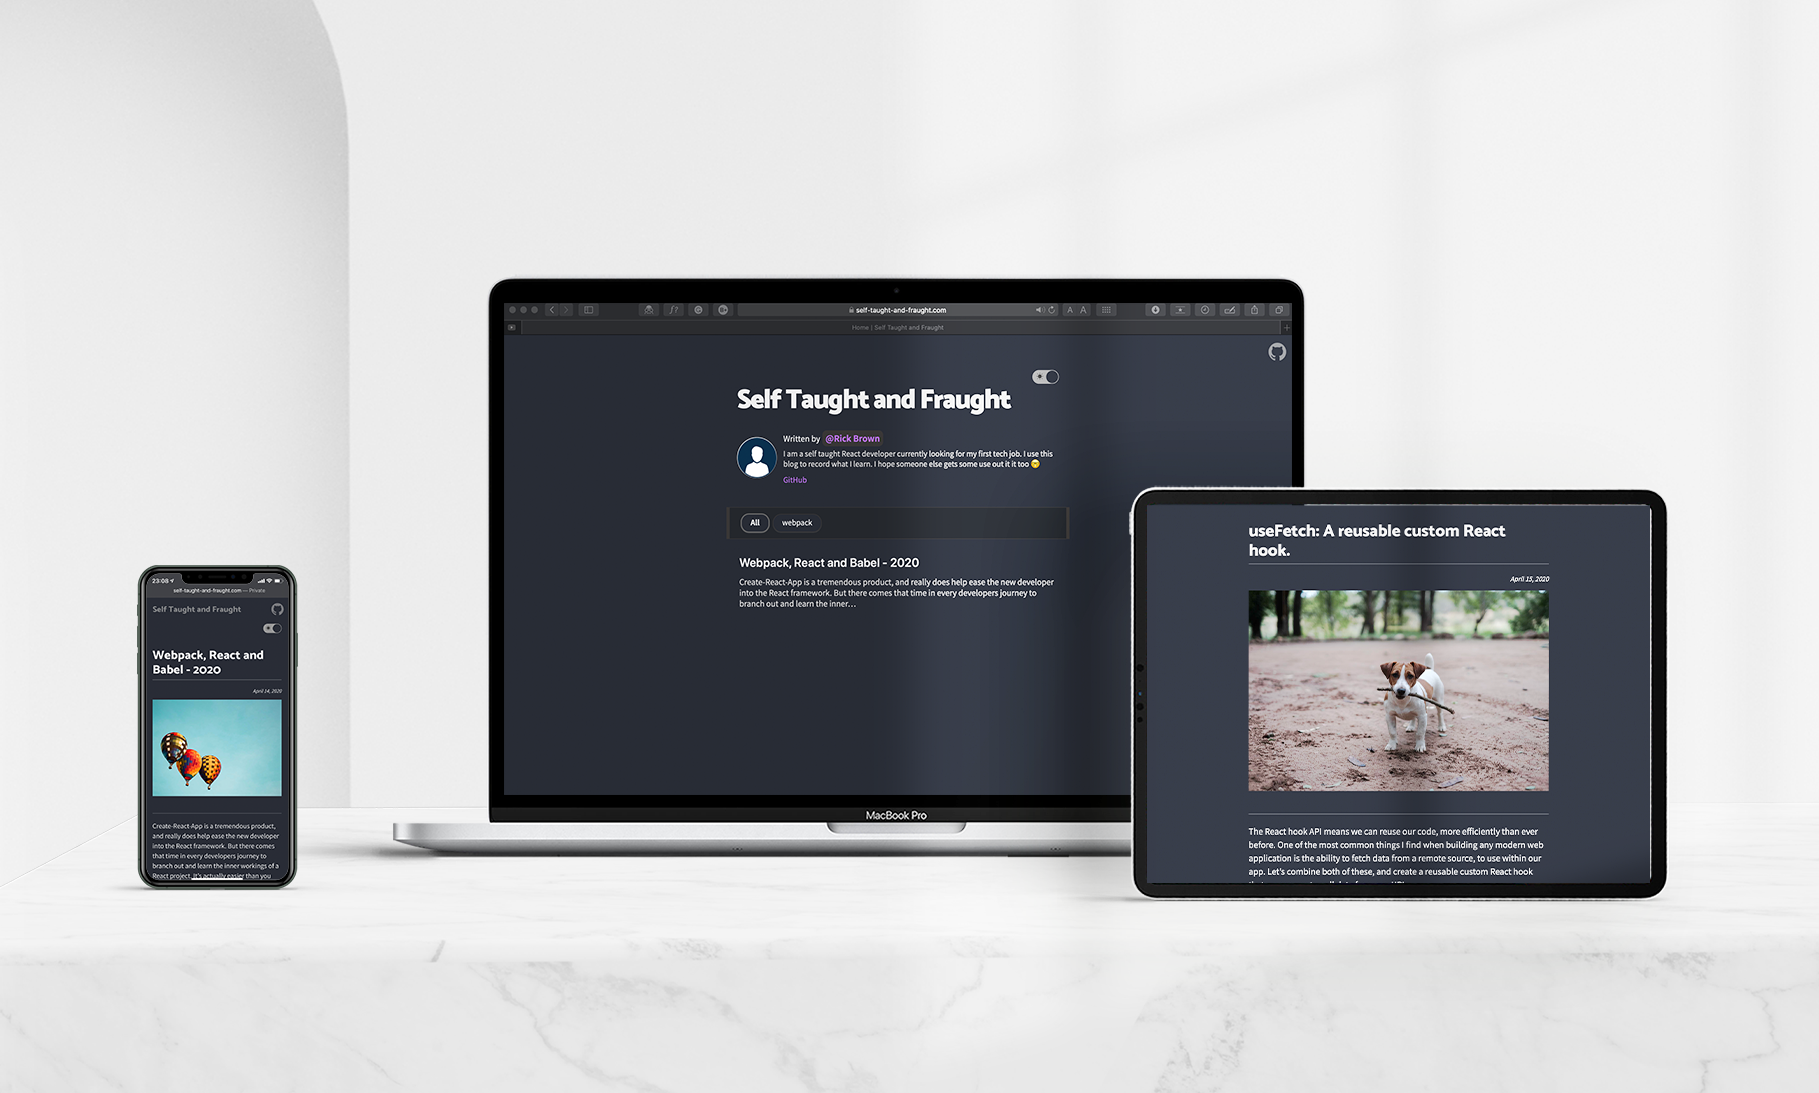 self-taught-and-fraught.com
Home | Self Taught and Fraught
Self Taught and Fraught
Written by @Rick Brown
I am a self taught React developer currently looking for my first tech job. I use this
blog to record what I learn. I hope someone else gets some use out it it too
GitHub
All
webpack
Webpack, React and Babel - 2020
Create-React-App is a tremendous product, and really does help ease the new developer
into the React framework. But there comes that time in every developers journey to
branch out and learn the inner...
MacBook Pro
23:08
self-taught-and-fraught.com — Private
Self Taught and Fraught
Webpack, React and
Babel - 2020
April 14, 2020
Create-React-App is a tremendous product,
and really does help ease the new developer
into the React framework. But there comes
that time in every developers journey to
branch out and learn the inner workings of a
React project. It's actually easier than you
useFetch: A reusable custom React
hook.
April 15, 2020
The React hook API means we can reuse our code, more efficiently than ever
before. One of the most common things I find when building any modern web
application is the ability to fetch data from a remote source, to use within our
app. Let's combine both of these, and create a reusable custom React hook